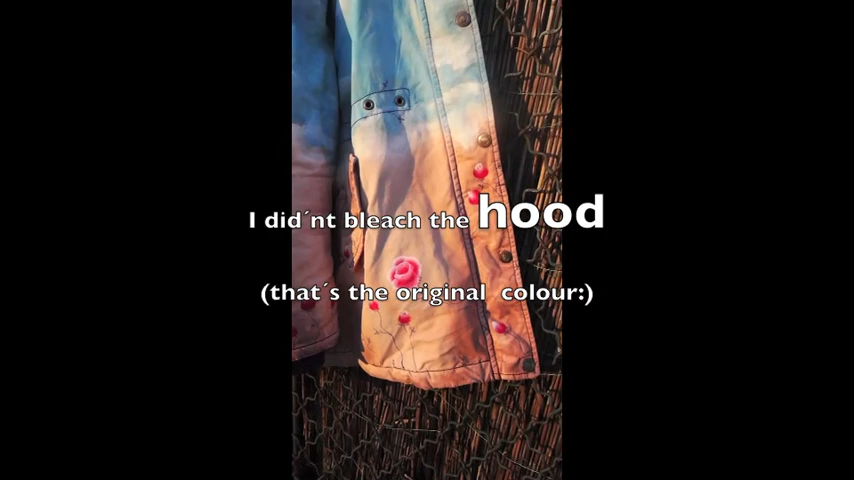 I did´nt bleach the hood
(that´s the original  colour:)